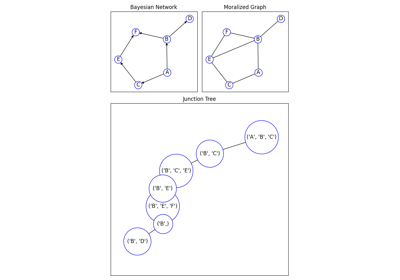 Bayesian Network
Moralized Graph
D
F
B
E
A
C
D
F
B
E
A
C
Junction Tree
('A', 'B', 'C')
('B', 'C')
('B', 'C', 'E')
('B', 'E')
('B', 'E', 'F')
('B',)
('B', 'D')